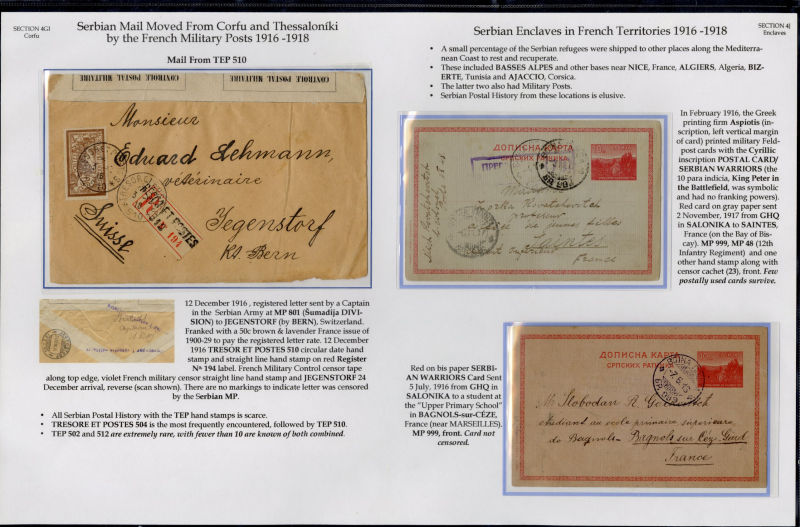 SECTION 4GI
Corfu
Serbian Mail Moved From Corfu and Thessaloníki
by the French Military Posts 1916 -1918
Mail From TEP 510
CONTROLE POSTAL MILITAIRE
CONTROLE POSTAL MILITAIRE
Monsieur
Eduard Lehmann,
vétérinaire
Jegenstorf
Kt. Bern
Suisse
194
12 December 1916 , registered letter sent by a Captain
in the Serbian Army at MP 801 (Šumadija DIVI-
SION) to JEGENSTORF (by BERN), Switzerland.
Franked with a 50c brown & lavender France issue of
1900-29 to pay the registered letter rate. 12 December
1916 TRESOR ET POSTES 510 circular date hand
stamp and straight line hand stamp on red Register
Nª 194 label. French Military Control censor tape
along top edge, violet French military censor straight line hand stamp and JEGENSTORF 24
December arrival, reverse (scan shown). There are no markings to indicate letter was censored
by the Serbian MP.
• All Serbian Postal History with the TEP hand stamps is scarce.
• TRESORE ET POSTES 504 is the most frequently encountered, followed by TEP 510.
• TEP 502 and 512 are extremely rare, with fewer than 10 are known of both combined.
SECTION 4J
Enclaves
Serbian Enclaves in French Territories 1916 -1918
• A small percentage of the Serbian refugees were shipped to other places along the Mediterra-
nean Coast to rest and recuperate.
• These included BASSES ALPES and other bases near NICE, France, ALGIERS, Algeria, BIZ-
ERTE, Tunisia and AJACCIO, Corsica.
• The latter two also had Military Posts.
• Serbian Postal History from these locations is elusive.
ДОПИСНА КАРТА
СРПСКИХ РАТНИКА
France
In February 1916, the Greek
printing firm Aspiotis (in-
scription, left vertical margin
of card) printed military Feld-
post cards with the Cyrillic
inscription POSTAL CARD/
SERBIAN WARRIORS (the
10 para indicia, King Peter in
the Battlefield, was symbolic
and had no franking powers).
Red card on gray paper sent
2 November, 1917 from GHQ
in SALONIKA to SAINTES,
France (on the Bay of Bis-
cay). MP 999, MP 48 (12th
Infantry Regiment) and one
other hand stamp along with
censor cachet (23), front. Few
postally used cards survive.
Red on bis paper SERBI-
AN WARRIORS Card Sent
5 July, 1916 from GHQ in
SALONIKA to a student at
the "Upper Primary School"
in BAGNOLS-sur-CÉZE,
France (near MARSEILLES).
MP 999, front. Card not
censored.
ДОПИСНА КАРТА
СРПСКИХ РАТНИКА
Mr Slobodan R.
étudiant au ecole primaire superieure
de Bagnols- Bagnols sur Cèze Gard
France